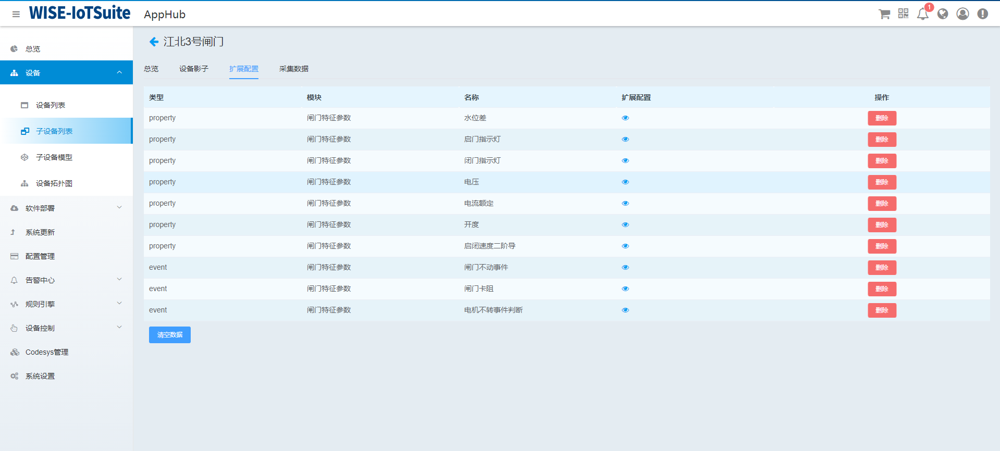 WISE-IoTSuite AppHub 1
总览
设备
设备列表
子设备列表
子设备模型
设备拓扑图
软件部署
系统更新
配置管理
告警中心
规则引擎
设备控制
Codesys管理
系统设置
江北3号闸门
总览 设备影子 扩展配置 采集数据
类型 模块 名称 扩展配置 操作
property 闸门特征参数 水位差 删除
property 闸门特征参数 启门指示灯 删除
property 闸门特征参数 闭门指示灯 删除
property 闸门特征参数 电压 删除
property 闸门特征参数 电流额定 删除
property 闸门特征参数 开度 删除
property 闸门特征参数 启闭速度二阶导 删除
event 闸门特征参数 闸门不动事件 删除
event 闸门特征参数 闸门卡阻 删除
event 闸门特征参数 电机不转事件判断 删除
清空数据